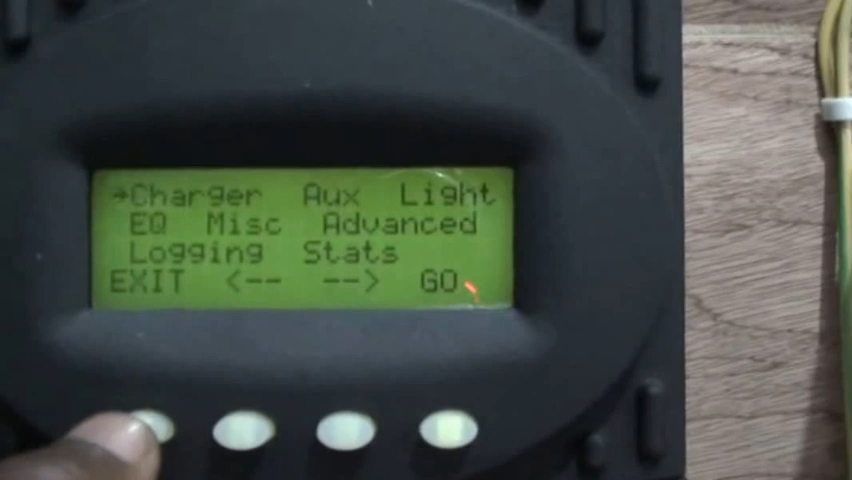 →Charger Aux Light
EQ Misc Advanced
Logging Stats
EXIT <-- --> GO